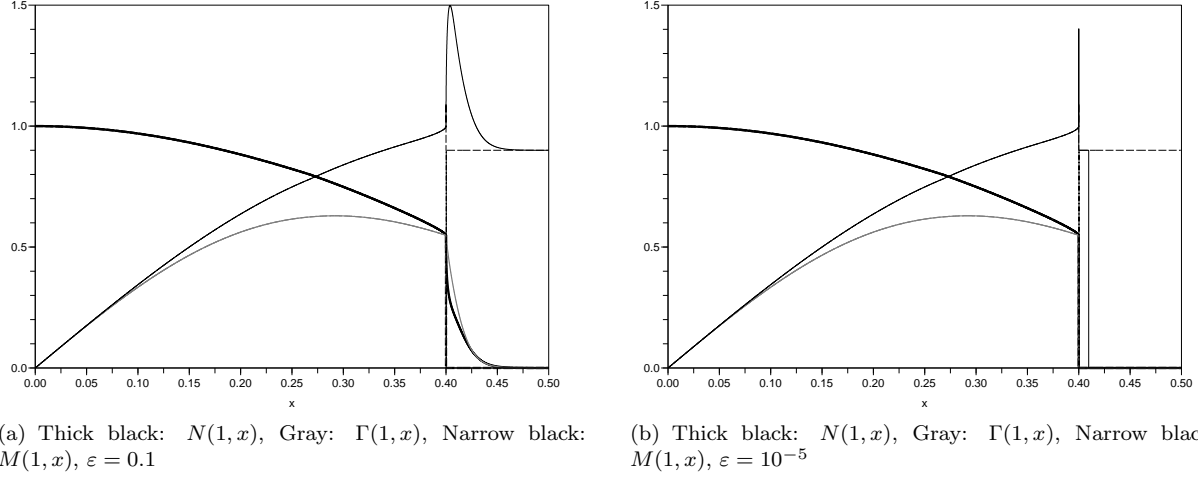 1.5
1.0
0.5
0.0
0.00 0.05 0.10 0.15 0.20 0.25 0.30 0.35 0.40 0.45 0.50
x
(a) Thick black: N(1, x), Gray: Γ(1, x), Narrow black:
M(1, x), ε = 0.1
1.5
1.0
0.5
0.0
0.00 0.05 0.10 0.15 0.20 0.25 0.30 0.35 0.40 0.45 0.50
x
(b) Thick black: N(1, x), Gray: Γ(1, x), Narrow
M(1, x), ε = 10⁻⁵